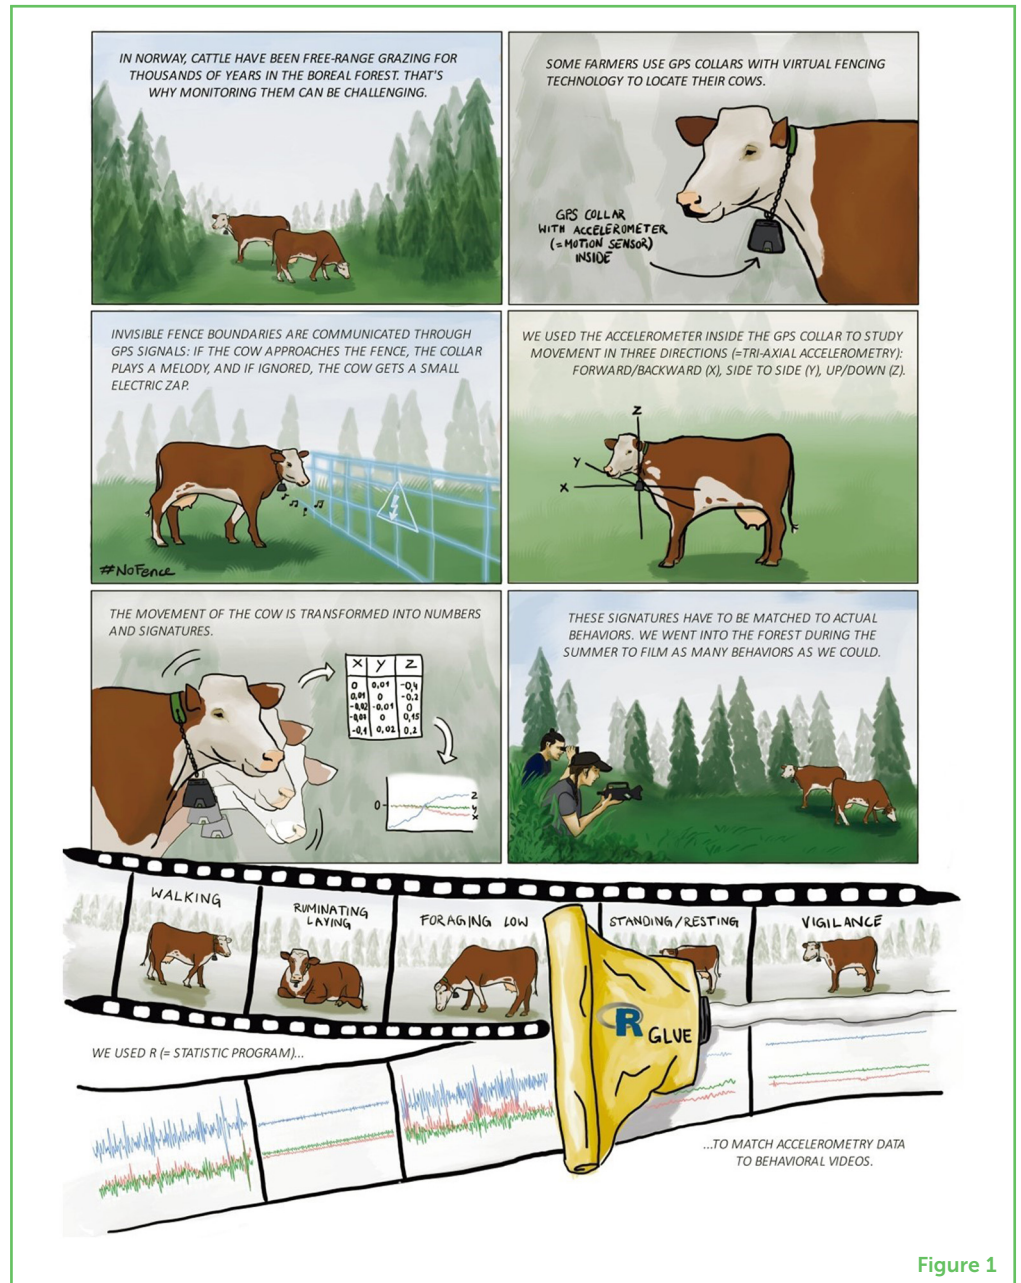 IN NORWAY, CATTLE HAVE BEEN FREE-RANGE GRAZING FOR
THOUSANDS OF YEARS IN THE BOREAL FOREST. THAT'S
WHY MONITORING THEM CAN BE CHALLENGING.
SOME FARMERS USE GPS COLLARS WITH VIRTUAL FENCING
TECHNOLOGY TO LOCATE THEIR COWS.
GPS COLLAR
WITH ACCELEROMETER
(=MOTION SENSOR)
INSIDE
INVISIBLE FENCE BOUNDARIES ARE COMMUNICATED THROUGH
GPS SIGNALS: IF THE COW APPROACHES THE FENCE, THE COLLAR
PLAYS A MELODY, AND IF IGNORED, THE COW GETS A SMALL
ELECTRIC ZAP.
#NoFence
WE USED THE ACCELEROMETER INSIDE THE GPS COLLAR TO STUDY
MOVEMENT IN THREE DIRECTIONS (=TRI-AXIAL ACCELEROMETRY):
FORWARD/BACKWARD (X), SIDE TO SIDE (Y), UP/DOWN (Z).
Z
Y
X
THE MOVEMENT OF THE COW IS TRANSFORMED INTO NUMBERS
AND SIGNATURES.
X Y Z
0 0,01 -0,4
0,01 0 -0,2
-0,02 -0,01 0
0 0,15
-0,1 0,02 0.2
0
Z
Y
X
THESE SIGNATURES HAVE TO BE MATCHED TO ACTUAL
BEHAVIORS. WE WENT INTO THE FOREST DURING THE
SUMMER TO FILM AS MANY BEHAVIORS AS WE COULD.
WALKING
RUMINATING
LAYING
FORAGING LOW
STANDING/RESTING
VIGILANCE
R GLUE
WE USED R (= STATISTIC PROGRAM)...
...TO MATCH ACCELEROMETRY DATA
TO BEHAVIORAL VIDEOS.
Figure 1